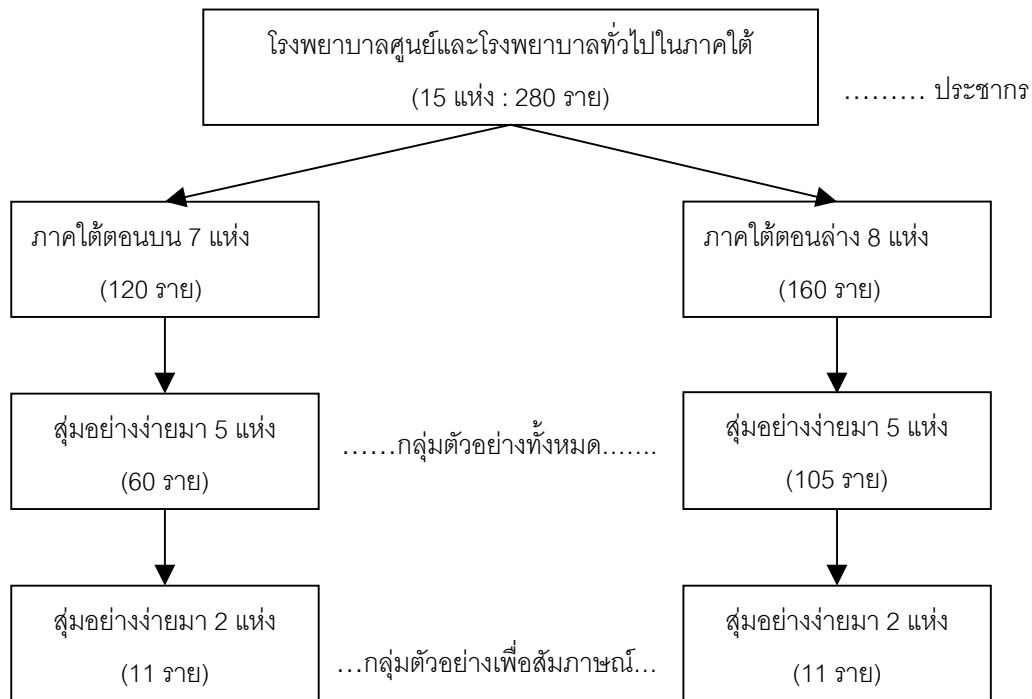 โรงพยาบาลศูนย์และโรงพยาบาลทั่วไปในภาคใต้
(15 แห่ง : 280 ราย)
……… ประชากร
ภาคใต้ตอนบน 7 แห่ง
(120 ราย)
ภาคใต้ตอนล่าง 8 แห่ง
(160 ราย)
สุ่มอย่างง่ายมา 5 แห่ง
(60 ราย)
……กลุ่มตัวอย่างทั้งหมด.......
สุ่มอย่างง่ายมา 5 แห่ง
(105 ราย)
สุ่มอย่างง่ายมา 2 แห่ง
(11 ราย)
…กลุ่มตัวอย่างเพื่อสัมภาษณ์...
สุ่มอย่างง่ายมา 2 แห่ง
(11 ราย)